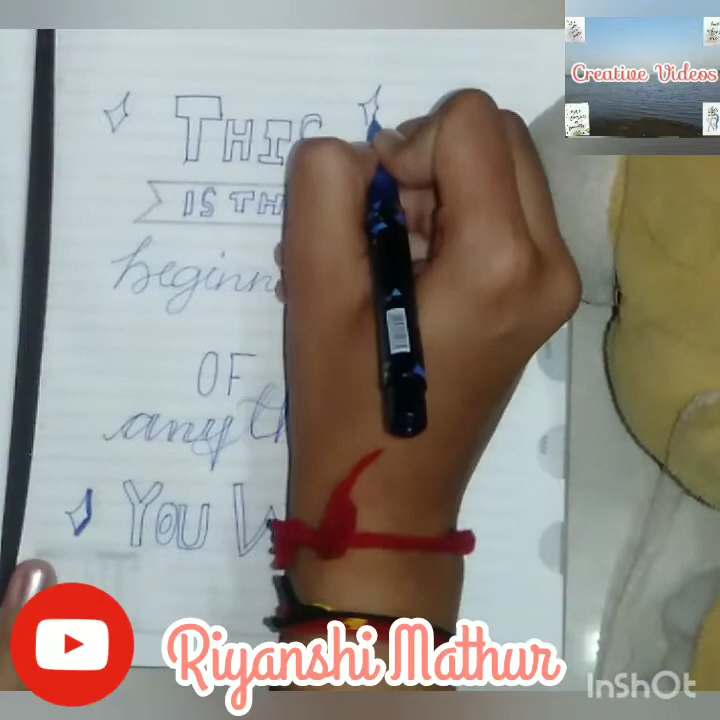 Creative Videos
THIS
IS TH
beginn
OF
anyth
YOU W
Riyanshi Mathur
InShOt